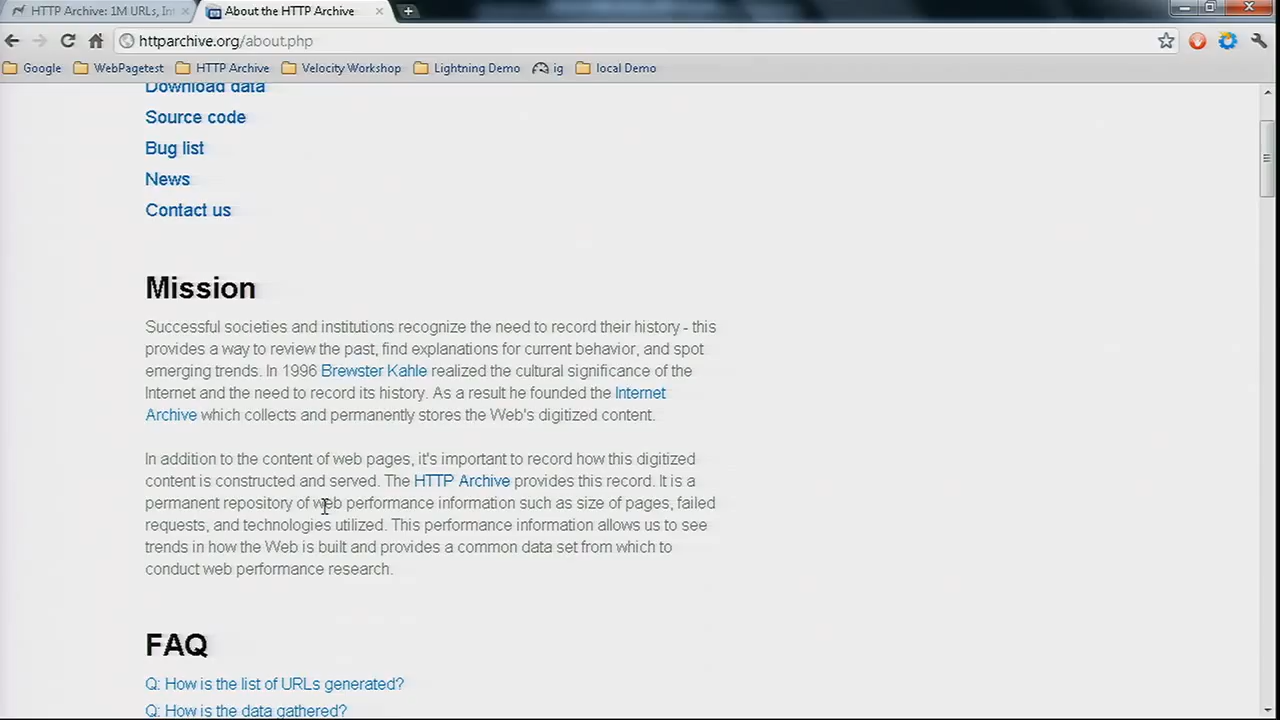 HTTP Archive: 1M URLs, In
About the HTTP Archive
httparchive.org/about.php
Google WebPagetest HTTP Archive Velocity Workshop Lightning Demo ig local Demo
Download data
Source code
Bug list
News
Contact us
Mission
Successful societies and institutions recognize the need to record their history - this
provides a way to review the past, find explanations for current behavior, and spot
emerging trends. In 1996 Brewster Kahle realized the cultural significance of the
Internet and the need to record its history. As a result he founded the Internet
Archive which collects and permanently stores the Web's digitized content.
In addition to the content of web pages, it's important to record how this digitized
content is constructed and served. The HTTP Archive provides this record. It is a
permanent repository of web performance information such as size of pages, failed
requests, and technologies utilized. This performance information allows us to see
trends in how the Web is built and provides a common data set from which to
conduct web performance research.
FAQ
Q: How is the list of URLs generated?
Q: How is the data gathered?